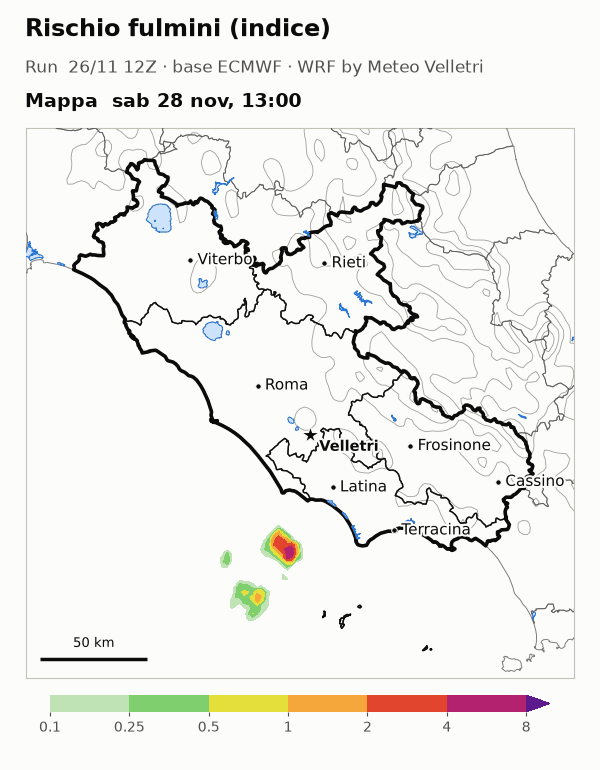 Rischio fulmini (indice)
Run  26/11 12Z · base ECMWF · WRF by Meteo Velletri
Mappa  sab 28 nov, 13:00
Viterbo
Rieti
Roma
Velletri
Frosinone
Cassino
Latina
Terracina
50 km
0.1 0.25 0.5 1 2 4 8